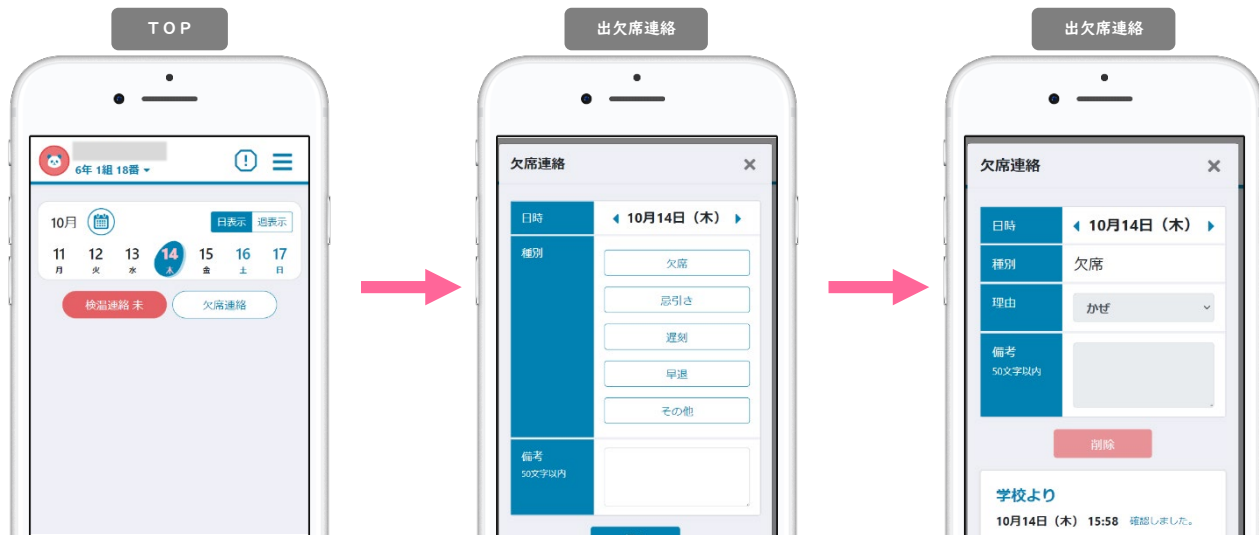 TOP
6年 1組 18番
10月
日表示 週表示
11 12 13 14 15 16 17
月 火 水 木 金 土 日
検温連絡 未 欠席連絡
出欠席連絡
欠席連絡 ×
日時 10月14日（木）
種別
欠席
忌引き
遅刻
早退
その他
備考
50文字以内
出欠席連絡
欠席連絡 ×
日時 10月14日（木）
種別 欠席
理由 かぜ
備考
50文字以内
削除
学校より
10月14日（木） 15:58 確認しました。